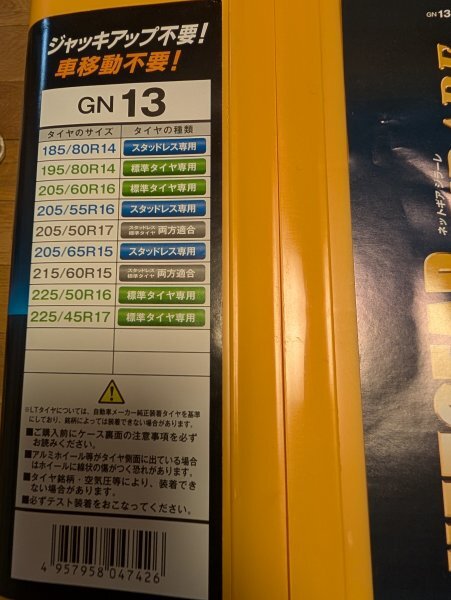 ジャッキアップ不要!
車移動不要!
GN 13
タイヤのサイズ タイヤの種類
185/80R14 スタッドレス専用
195/80R14 標準タイヤ専用
205/60R16 標準タイヤ専用
205/55R16 スタッドレス専用
205/50R17 スタッドレス 標準タイヤ 両方適合
205/65R15 スタッドレス専用
215/60R15 スタッドレス 標準タイヤ 両方適合
225/50R16 標準タイヤ専用
225/45R17 標準タイヤ専用
※LTタイヤについては、自動車メーカー純正装着タイヤを基準
にしており、銘柄によっては装着できない場合があります。
■ご購入前にケース裏面の注意事項を必ず
お読みください。
■アルミホイール等がタイヤ側面に出ている場合
はホイールに線状の傷がつく恐れがあります。
■タイヤ銘柄・空気圧等により、装着でき
ない場合があります。
■必ずテスト装着をおこなってください。
4 957958 047426
GN 13
ネットギアシラーレ